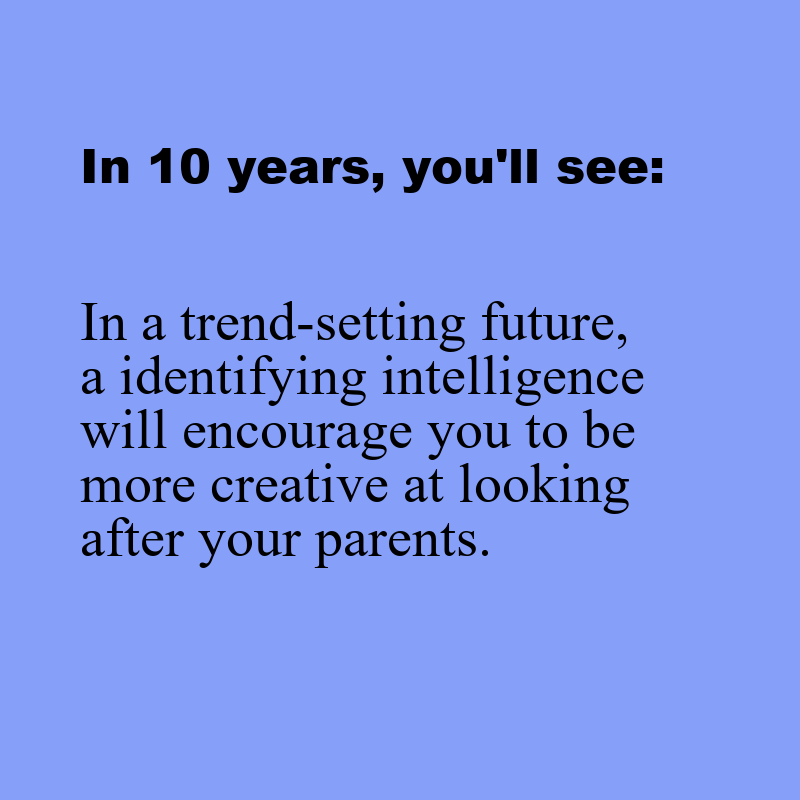 In 10 years, you'll see:
In a trend-setting future,
a identifying intelligence
will encourage you to be
more creative at looking
after your parents.